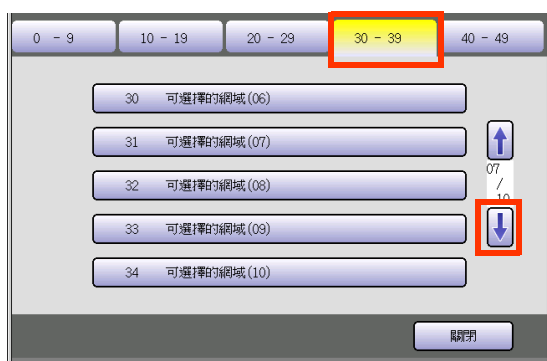 0 - 9 10 - 19 20 - 29 30 - 39 40 - 49
30 可選擇的網域(06)
31 可選擇的網域(07)
32 可選擇的網域(08)
33 可選擇的網域(09)
34 可選擇的網域(10)
07
/
10
關閉